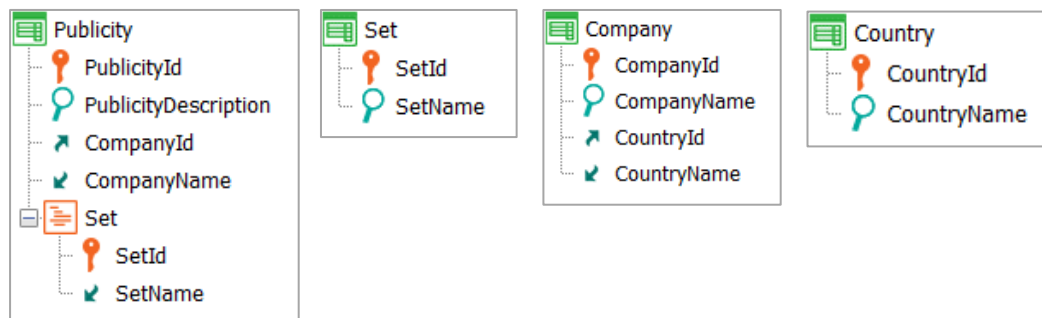 Publicity
PublicityId
PublicityDescription
CompanyId
CompanyName
Set
SetId
SetName
Set
SetId
SetName
Company
CompanyId
CompanyName
CountryId
CountryName
Country
CountryId
CountryName